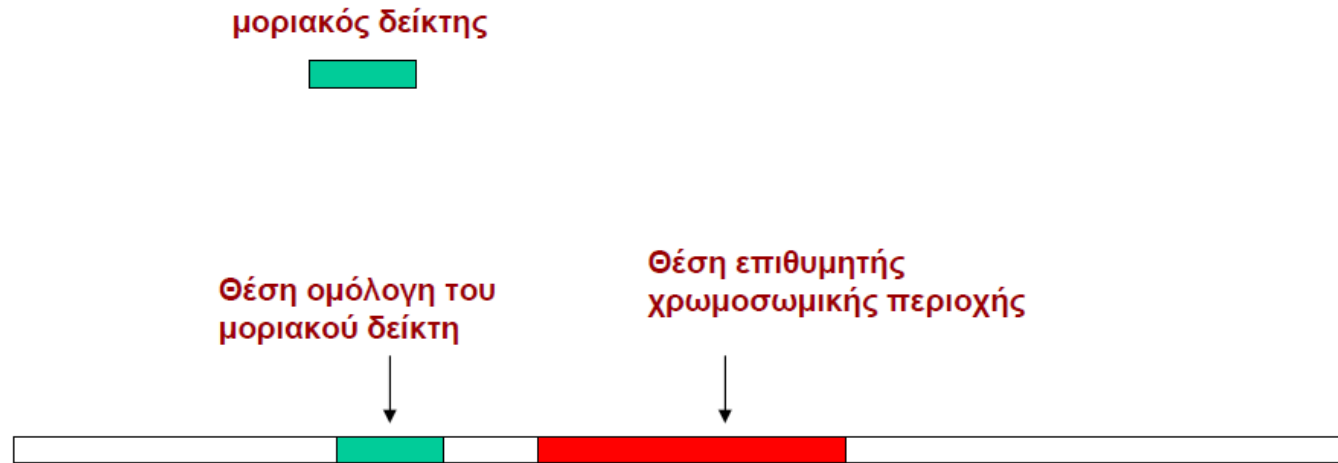 μοριακός δείκτης
Θέση ομόλογη του
μοριακού δείκτη
Θέση επιθυμητής
χρωμοσωμικής περιοχής